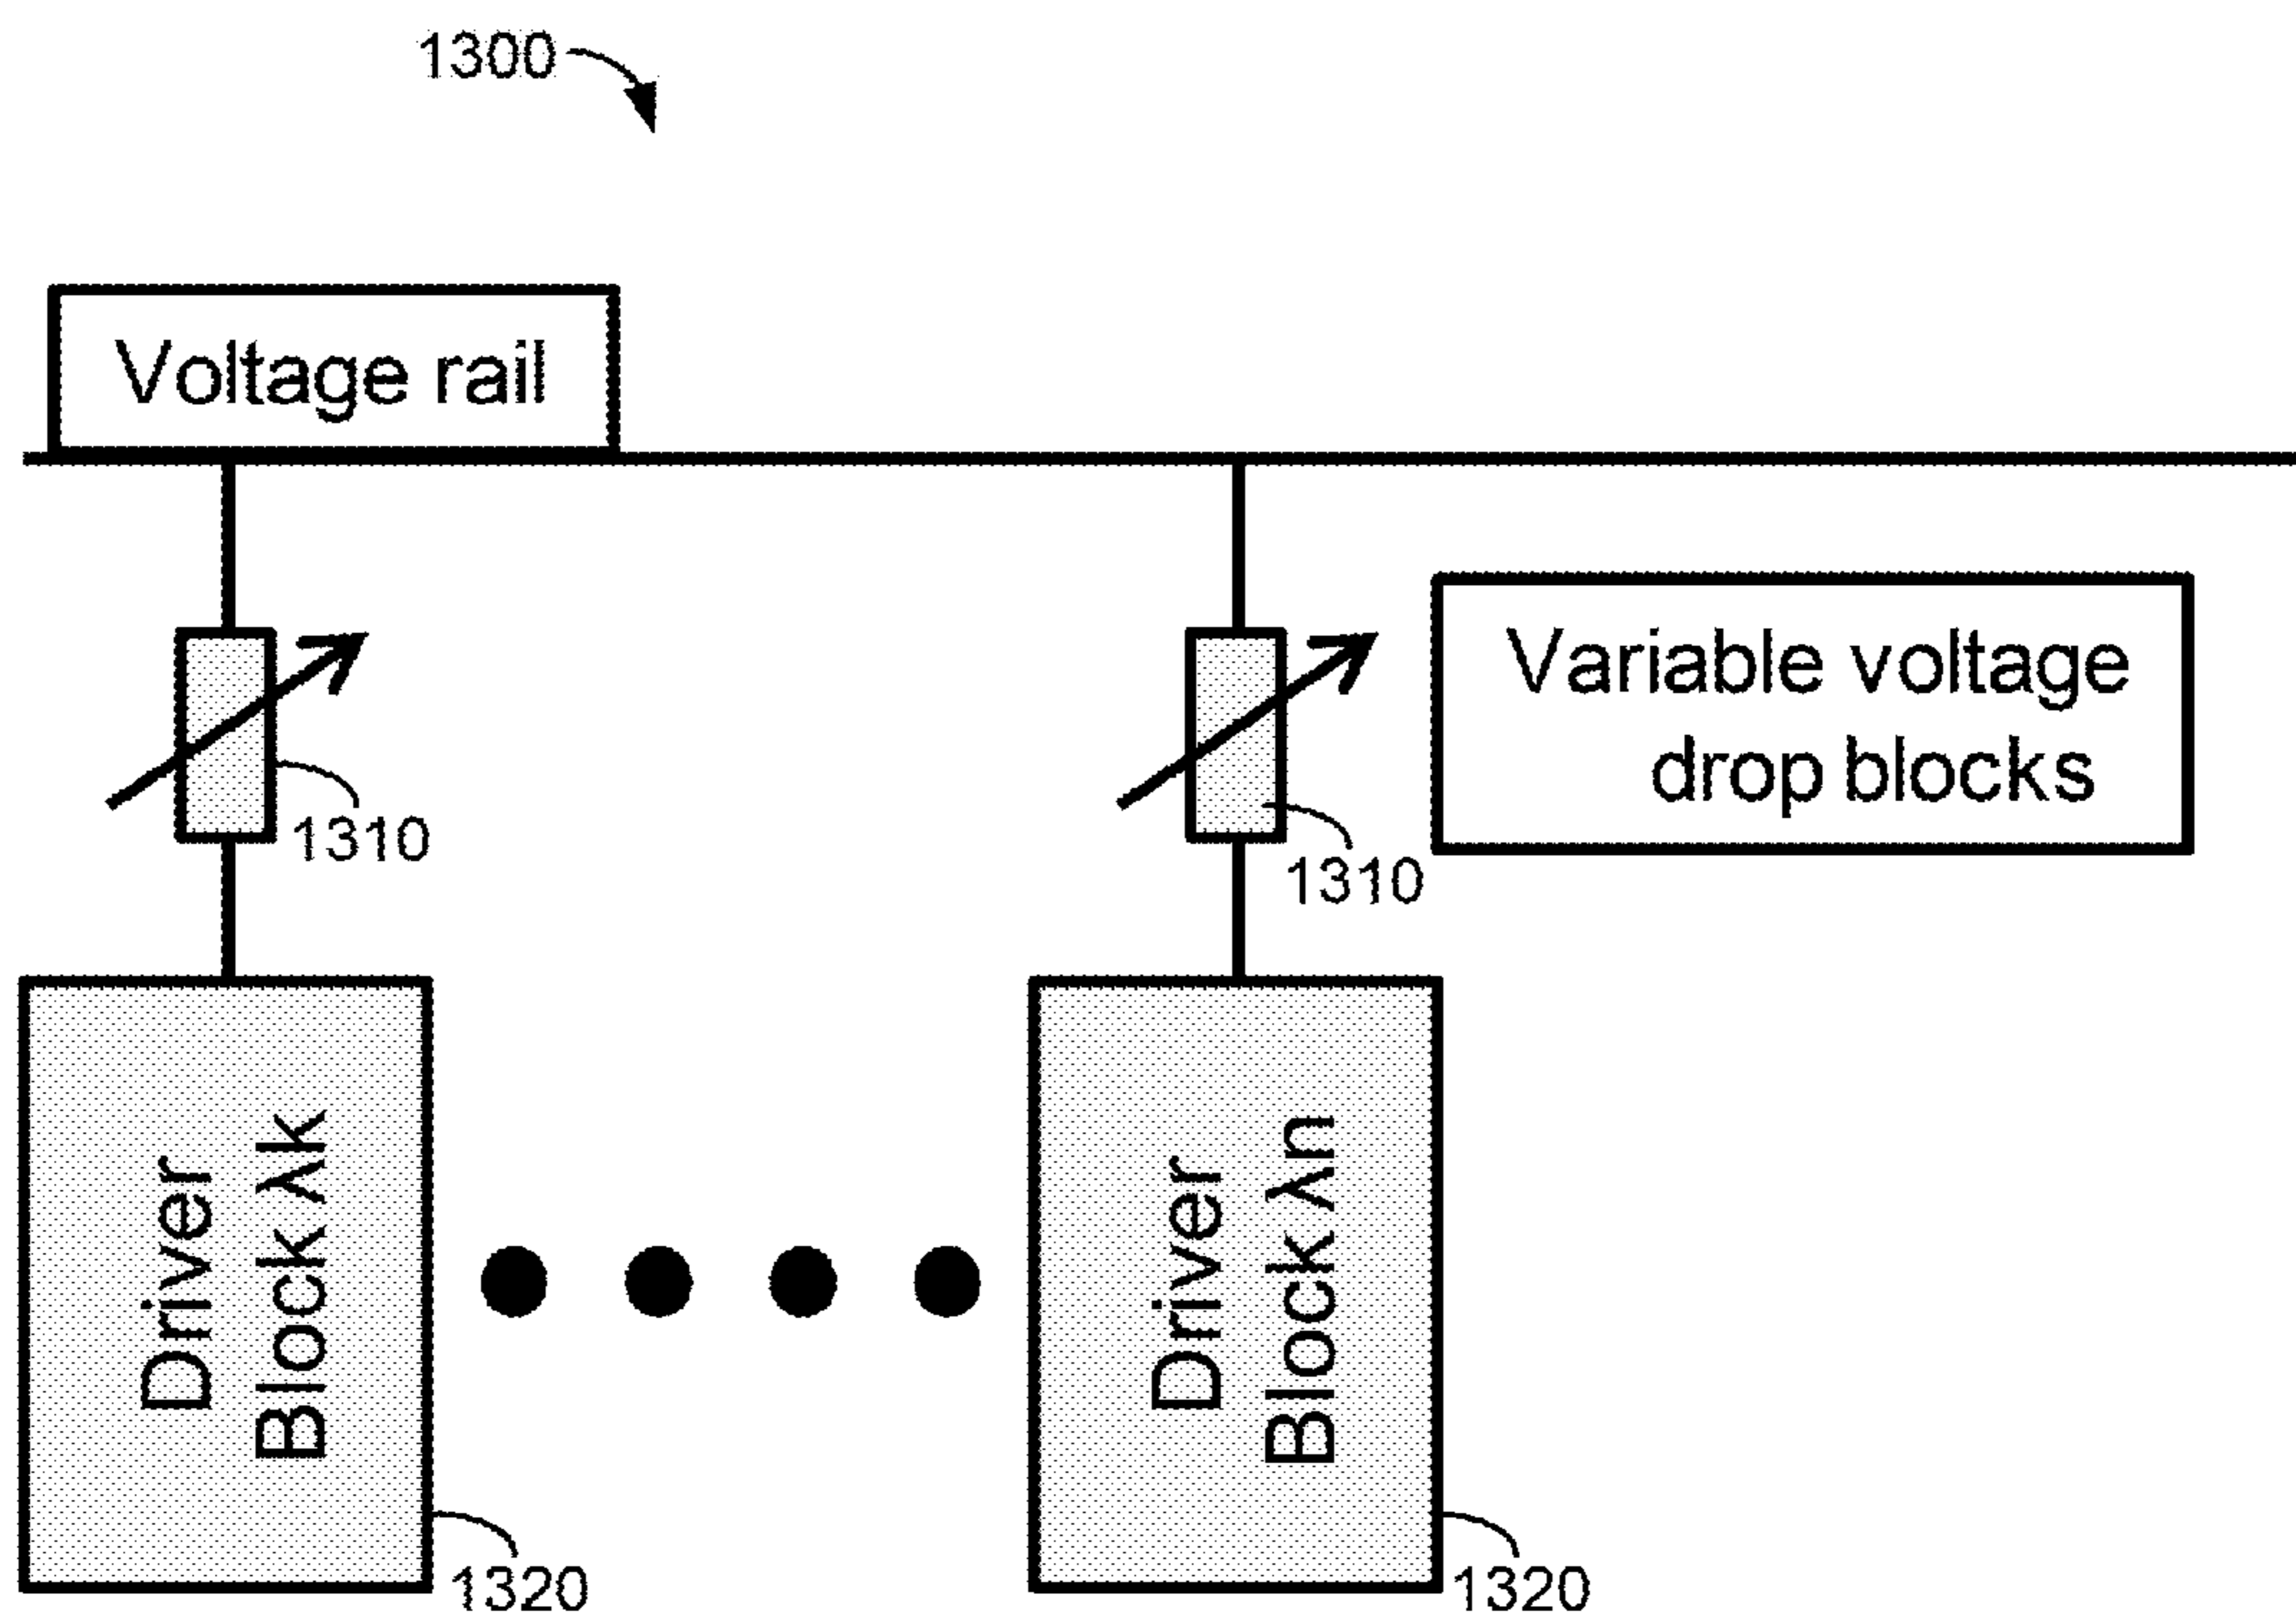 1300
Voltage rail
Variable voltage
drop blocks
1310
1310
Driver
Block λk
Driver
Block λn
1320
1320